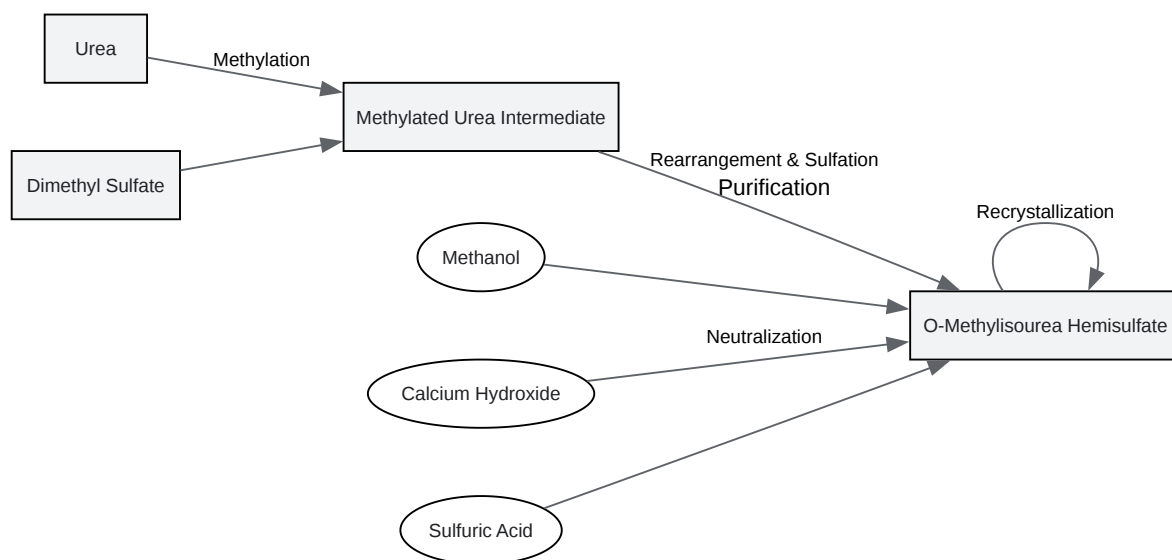 Urea
Methylation
Methylated Urea Intermediate
Dimethyl Sulfate
Rearrangement & Sulfation
Purification
Recrystallization
Methanol
O-Methylisourea Hemisulfate
Neutralization
Calcium Hydroxide
Sulfuric Acid